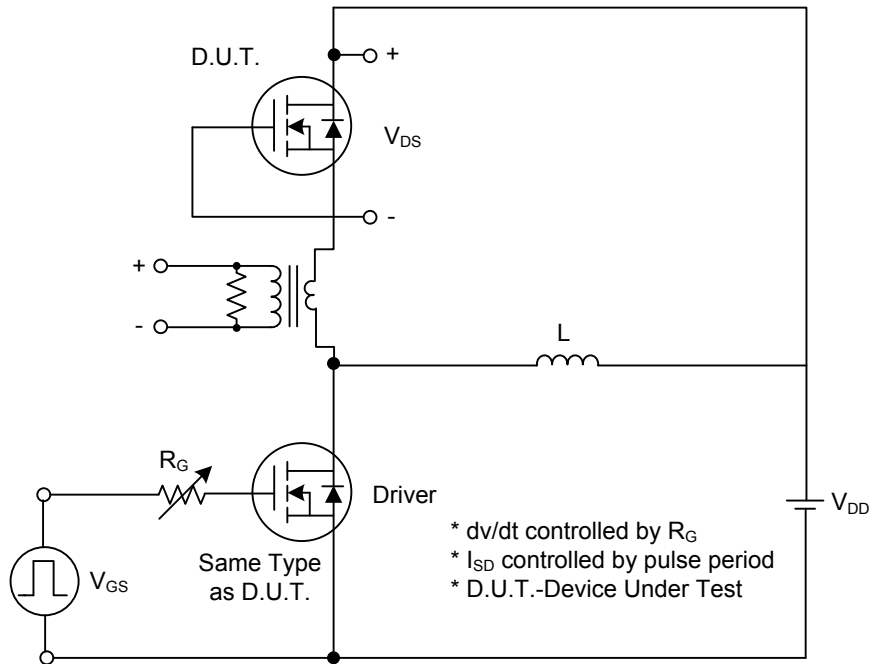 D.U.T.
+
V_DS
-
+
-
L
R_G
Driver
V_DD
V_GS
Same Type
as D.U.T.
* dv/dt controlled by R_G
* I_SD controlled by pulse period
* D.U.T.-Device Under Test